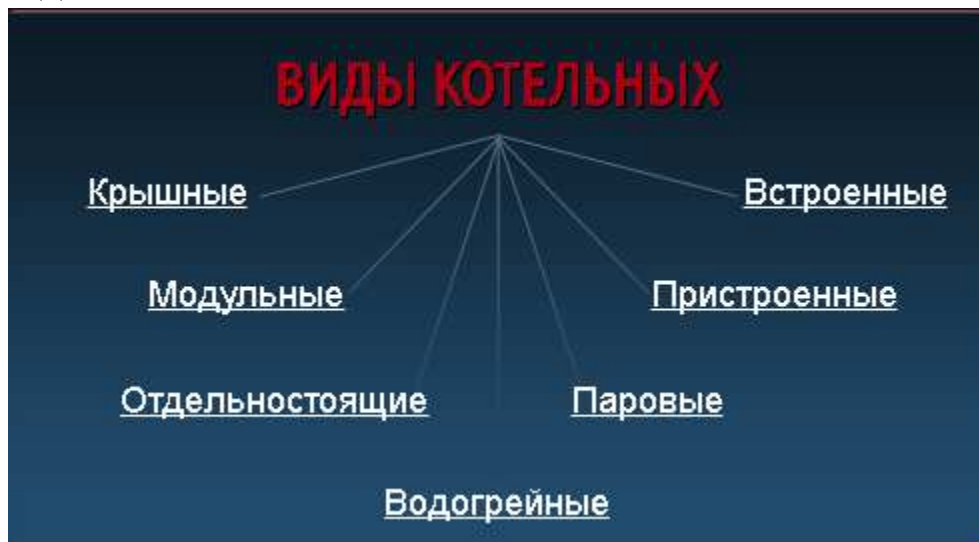 ВИДЫ КОТЕЛЬНЫХ
Крышные
Встроенные
Модульные
Пристроенные
Отдельностоящие
Паровые
Водогрейные